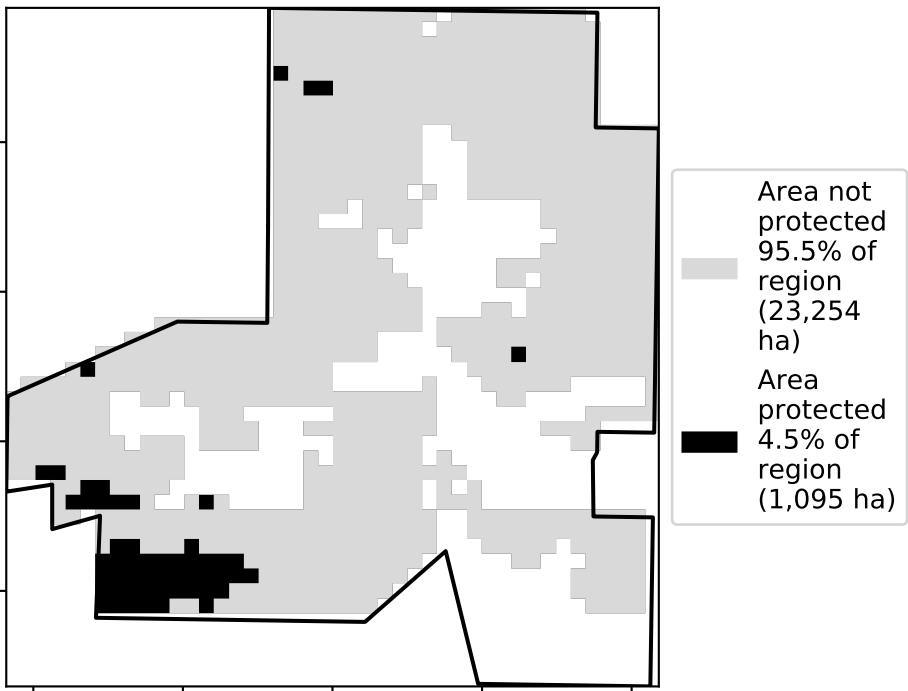 Area not
protected
95.5% of
region
(23,254
ha)
Area
protected
4.5% of
region
(1,095 ha)